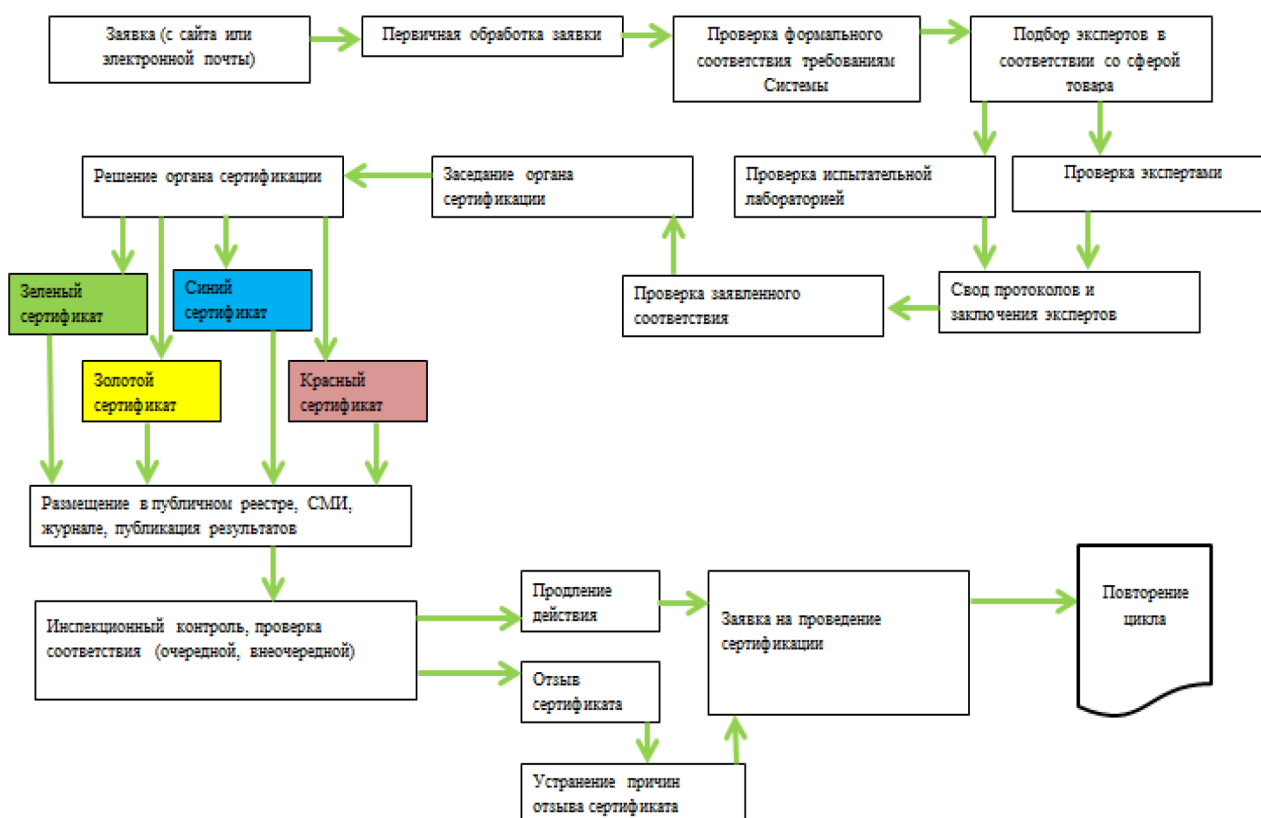 Заявка (с сайта или
электронной почты)
Первичная обработка заявки
Проверка формального
соответствия требованиям
Системы
Подбор экспертов в
соответствии со сферой
товара
Решение органа сертификации
Заседание органа
сертификации
Проверка испытательной
лабораторией
Проверка экспертами
Зеленый
сертификат
Синий
сертификат
Проверка заявленного
соответствия
Свод протоколов и
заключения экспертов
Золотой
сертификат
Красный
сертификат
Размещение в публичном реестре, СМИ,
журнале, публикация результатов
Инспекционный контроль, проверка
соответствия (очередной, внеочередной)
Продление
действия
Заявка на проведение
сертификации
Повторение
цикла
Отзыв
сертификата
Устранение причин
отзыва сертификата